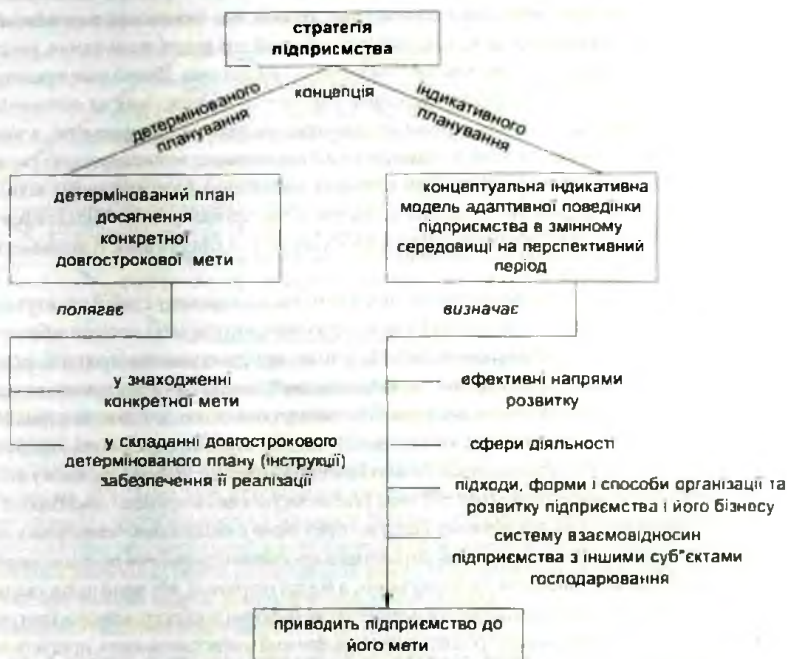 стратегія
підприємства
концепція
детермінованого
планування
індикативного
планування
детермінований план
досягнення
конкретної
довгострокової мети
концептуальна індикативна
модель адаптивної поведінки
підприємства в змінному
середовищі на перспективний
період
полягає
визначає
у знаходженні
конкретної мети
у складанні довгострокового
детермінованого плану (інструкції)
забезпечення її реалізації
ефективні напрями
розвитку
сфери діяльності
підходи, форми і способи організації та
розвитку підприємства і його бізнесу
систему взаємовідносин
підприємства з іншими суб"єктами
господарювання
приводить підприємство до
його мети